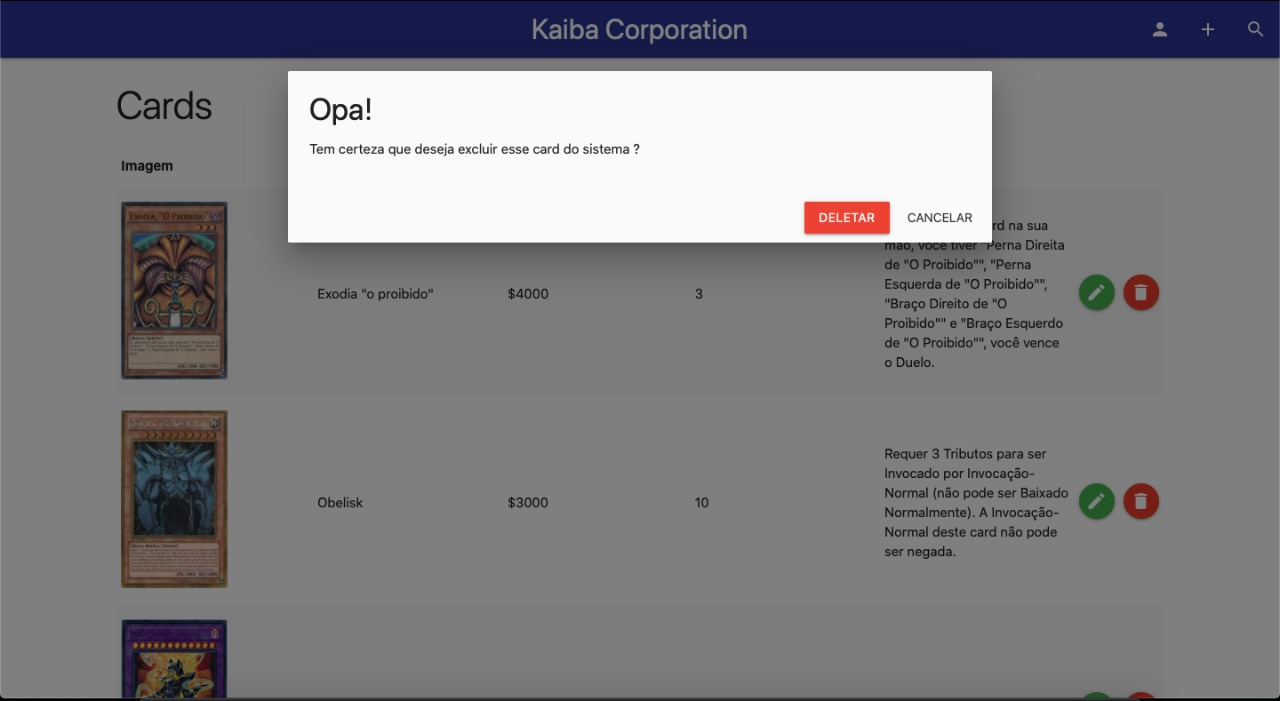 Kaiba Corporation
Cards
Opa!
Tem certeza que deseja excluir esse card do sistema ?
DELETAR
CANCELAR
Imagem
EXODIA, "O PROIBIDO"
Exodia "o proibido"
$4000
3
rd na sua
mão, você tiver "Perna Direita
de "O Proibido"", "Perna
Esquerda de "O Proibido"",
"Braço Direito de "O
Proibido"" e "Braço Esquerdo
de "O Proibido"", você vence
o Duelo.
Obelisk
$3000
10
Requer 3 Tributos para ser
Invocado por Invocação-
Normal (não pode ser Baixado
Normalmente). A Invocação-
Normal deste card não pode
ser negada.